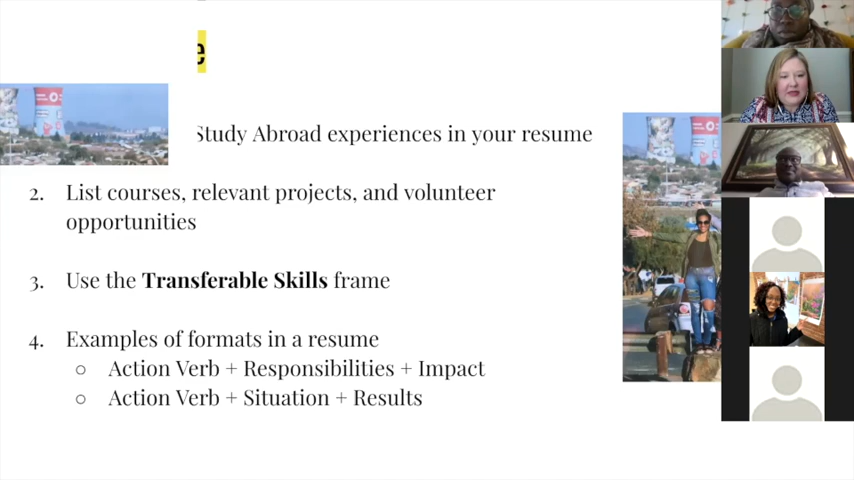 e
Study Abroad experiences in your resume
2. List courses, relevant projects, and volunteer
opportunities
3. Use the Transferable Skills frame
4. Examples of formats in a resume
○ Action Verb + Responsibilities + Impact
○ Action Verb + Situation + Results